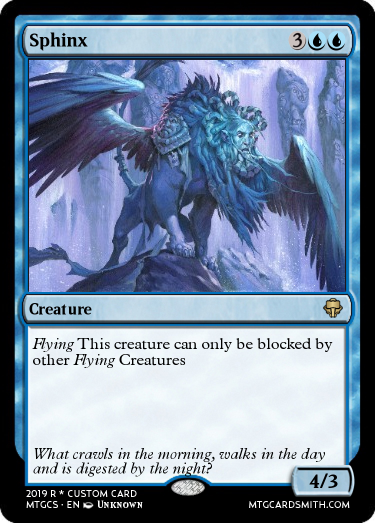 Sphinx 3
Creature
Flying This creature can only be blocked by
other Flying Creatures
What crawls in the morning, walks in the day
and is digested by the night?
4/3
2019 R * CUSTOM CARD
MTGCS · EN UNKNOWN
MTGCARDSMITH.COM